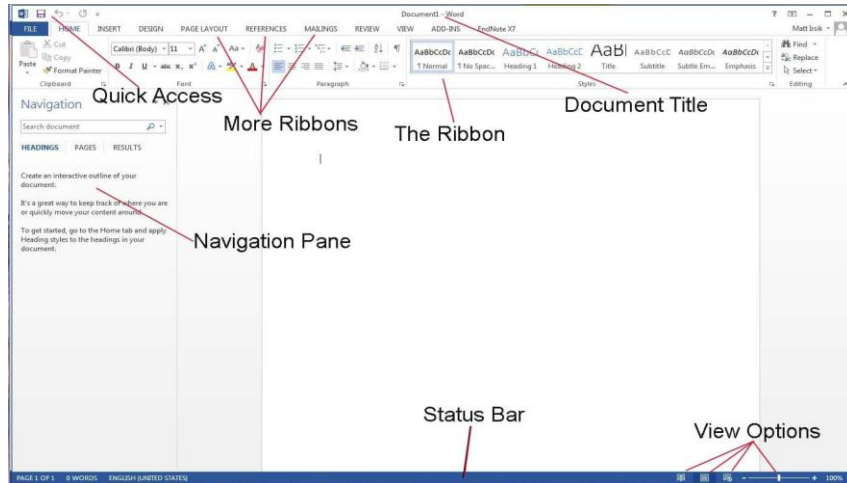 Document1 - Word
FILE HOME INSERT DESIGN PAGE LAYOUT REFERENCES MAILINGS REVIEW VIEW ADD-INS EndNote X7 Matt Irsik
Cut
Copy
Paste
Format Painter
Calibri (Body) 11
AaBbCcDc AaBbCcDc AaBbCc AaBbCcC AaB AaBbCcC AaBbCcDc AaBbCcDc
¶ Normal ¶ No Spac... Heading 1 Heading 2 Title Subtitle Subtle Em... Emphasis
Find
Replace
Select
Clipboard Font Paragraph Styles Editing
Quick Access
More Ribbons
The Ribbon
Document Title
Navigation
Search document
HEADINGS PAGES RESULTS
Create an interactive outline of your
document.
It's a great way to keep track of where you are
or quickly move your content around.
To get started, go to the Home tab and apply
Heading styles to the headings in your
document.
Navigation Pane
Status Bar
View Options
PAGE 1 OF 1 0 WORDS ENGLISH (UNITED STATES) 100%